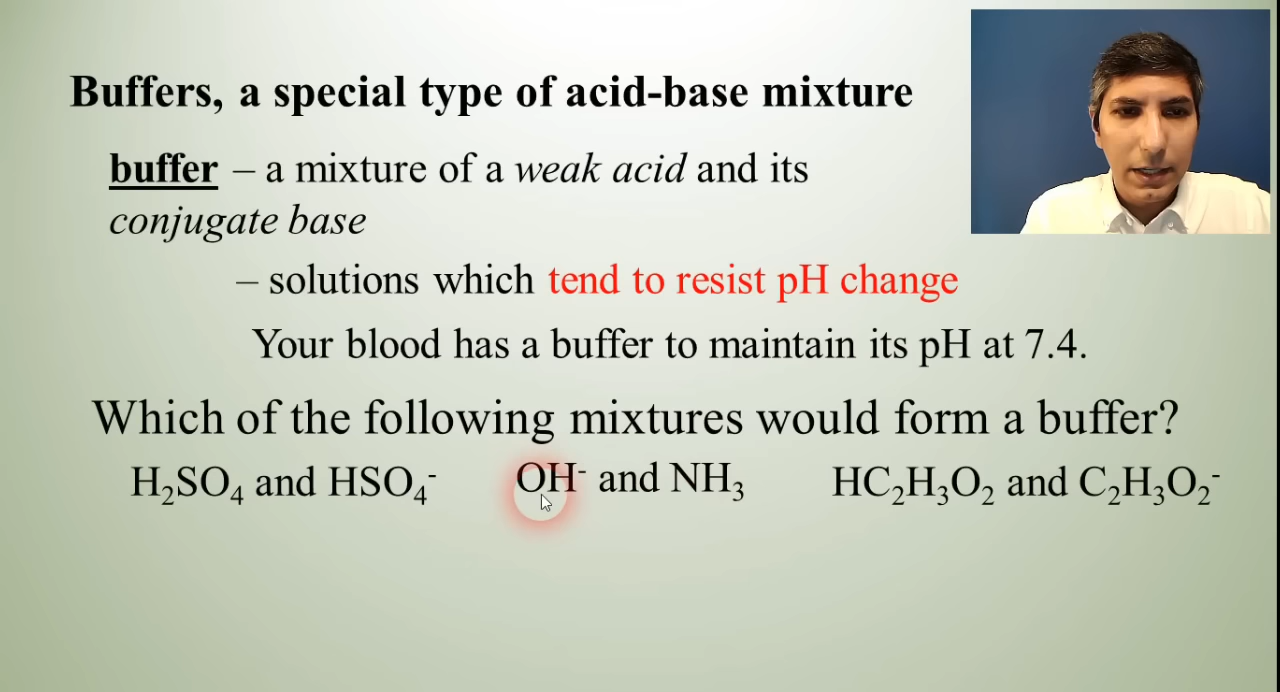 Buffers, a special type of acid-base mixture
buffer – a mixture of a weak acid and its
conjugate base
– solutions which tend to resist pH change
Your blood has a buffer to maintain its pH at 7.4.
Which of the following mixtures would form a buffer?
H₂SO₄ and HSO₄⁻ OH⁻ and NH₃ HC₂H₃O₂ and C₂H₃O₂⁻